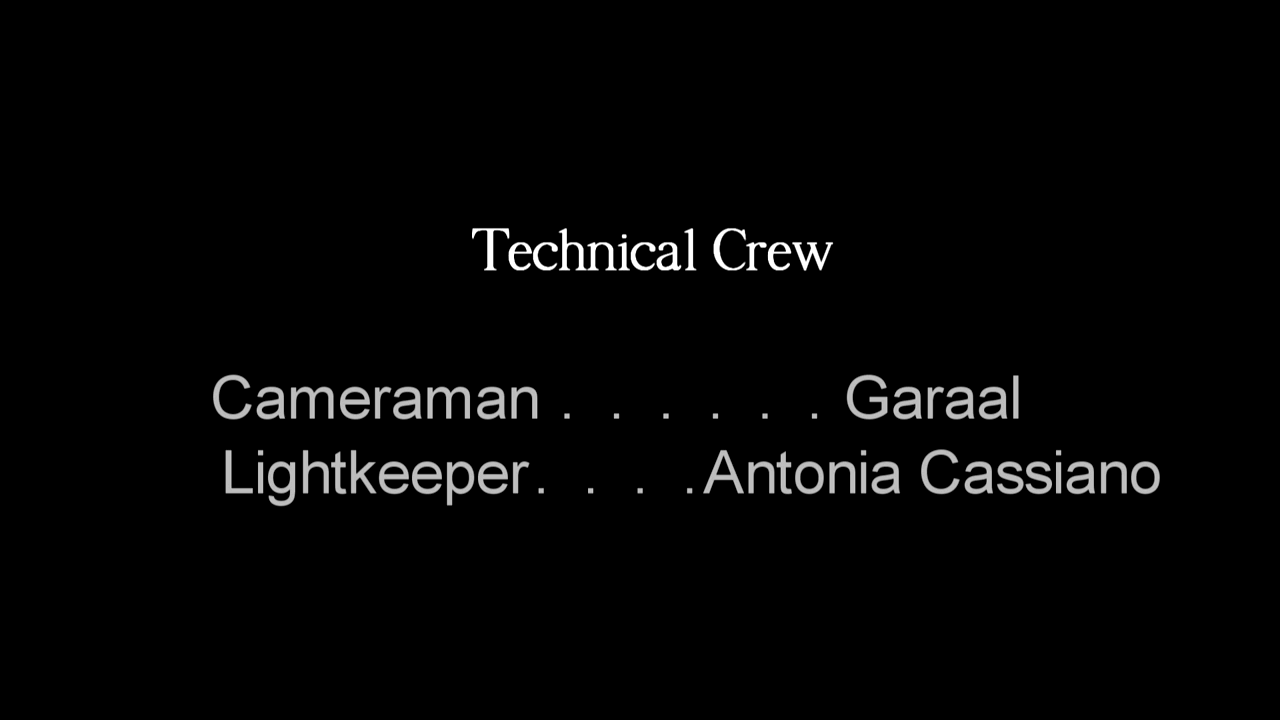 Technical Crew
Cameraman . . . . . . Garaal
Lightkeeper. . . .Antonia Cassiano